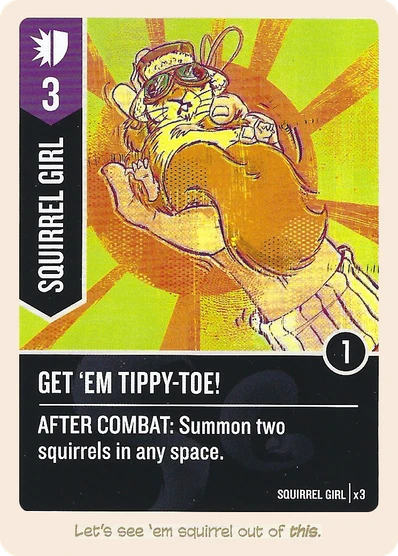 3
SQUIRREL GIRL
1
GET 'EM TIPPY-TOE!
AFTER COMBAT: Summon two
squirrels in any space.
SQUIRREL GIRL | x3
Let's see 'em squirrel out of this.